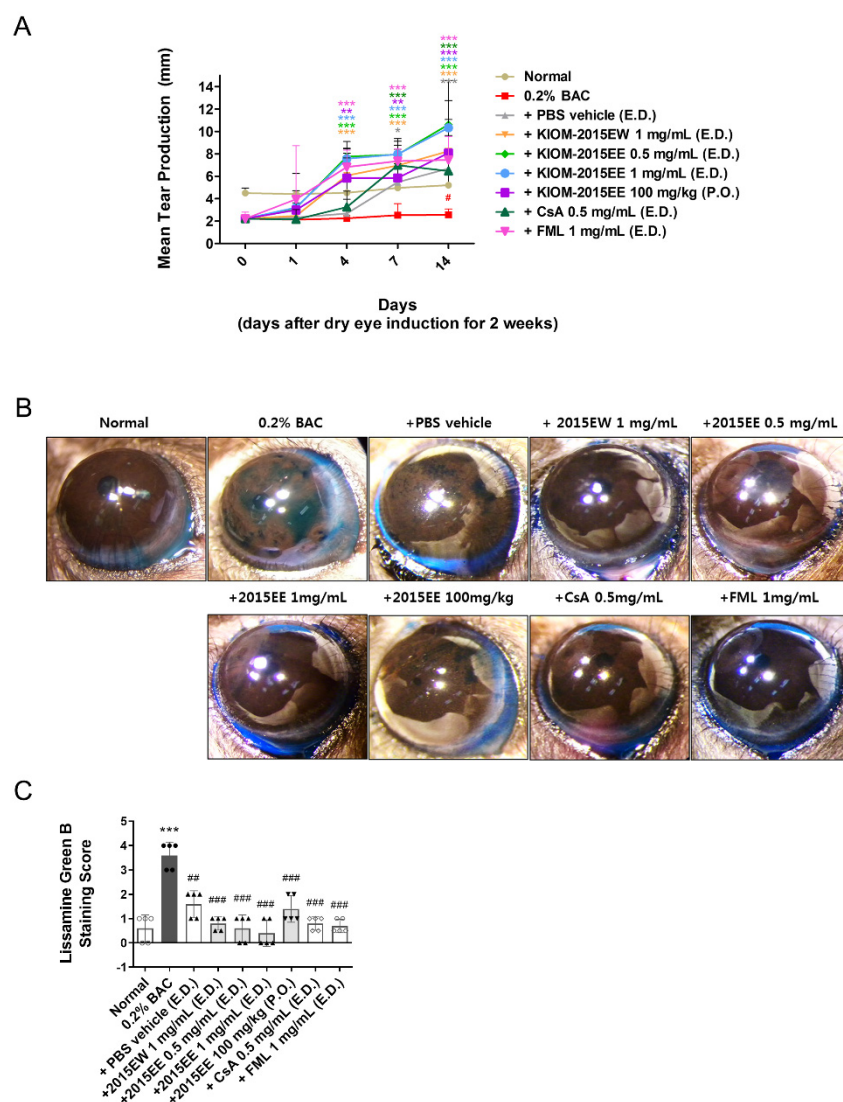 A
Mean Tear Production (mm)
14
12
10
8
6
4
2
0
0
1
4
7
14
***
**
***
***
***
***
***
**
***
***
***
*
***
***
***
***
***
***
***
#
Normal
0.2% BAC
+ PBS vehicle (E.D.)
+ KIOM-2015EW 1 mg/mL (E.D.)
+ KIOM-2015EE 0.5 mg/mL (E.D.)
+ KIOM-2015EE 1 mg/mL (E.D.)
+ KIOM-2015EE 100 mg/kg (P.O.)
+ CsA 0.5 mg/mL (E.D.)
+ FML 1 mg/mL (E.D.)
Days
(days after dry eye induction for 2 weeks)
B
Normal
0.2% BAC
+PBS vehicle
+ 2015EW 1 mg/mL
+2015EE 0.5 mg/mL
+2015EE 1mg/mL
+2015EE 100mg/kg
+CsA 0.5mg/mL
+FML 1mg/mL
C
Lissamine Green B
Staining Score
5
4
3
2
1
0
-1
***
##
###
###
###
###
###
###
Normal
0.2% BAC
+ PBS vehicle (E.D.)
+2015EW 1 mg/mL (E.D.)
+2015EE 0.5 mg/mL (E.D.)
+2015EE 1 mg/mL (E.D.)
+2015EE 100 mg/kg (P.O.)
+ CsA 0.5 mg/mL (E.D.)
+ FML 1 mg/mL (E.D.)